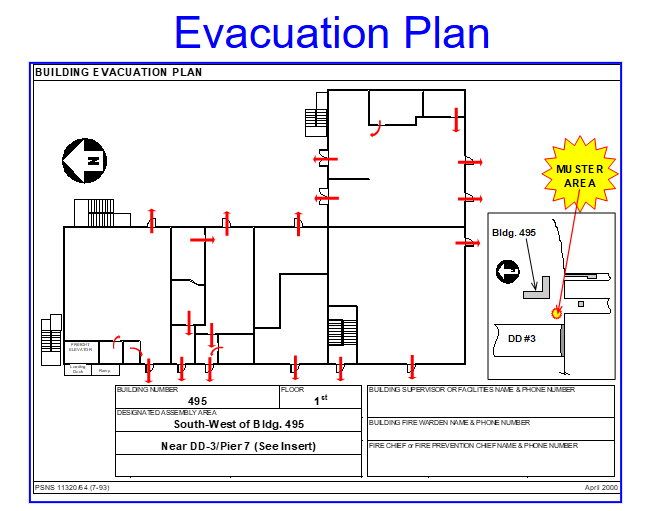 Evacuation Plan
BUILDING EVACUATION PLAN
N
MUSTER
AREA
Bldg. 495
N
DD #3
FREIGHT
ELEVATOR
Loading
Dock
Ramp
BUILDING NUMBER
495
FLOOR
1st
DESIGNATED ASSEMBLY AREA
South-West of Bldg. 495
Near DD-3/Pier 7 (See Insert)
BUILDING SUPERVISOR OR FACILITIES NAME & PHONE NUMBER
BUILDING FIRE WARDEN NAME & PHONE NUMBER
FIRE CHIEF or FIRE PREVENTION CHIEF NAME & PHONE NUMBER
PSNS 11320/64 (7-93)
April 2000